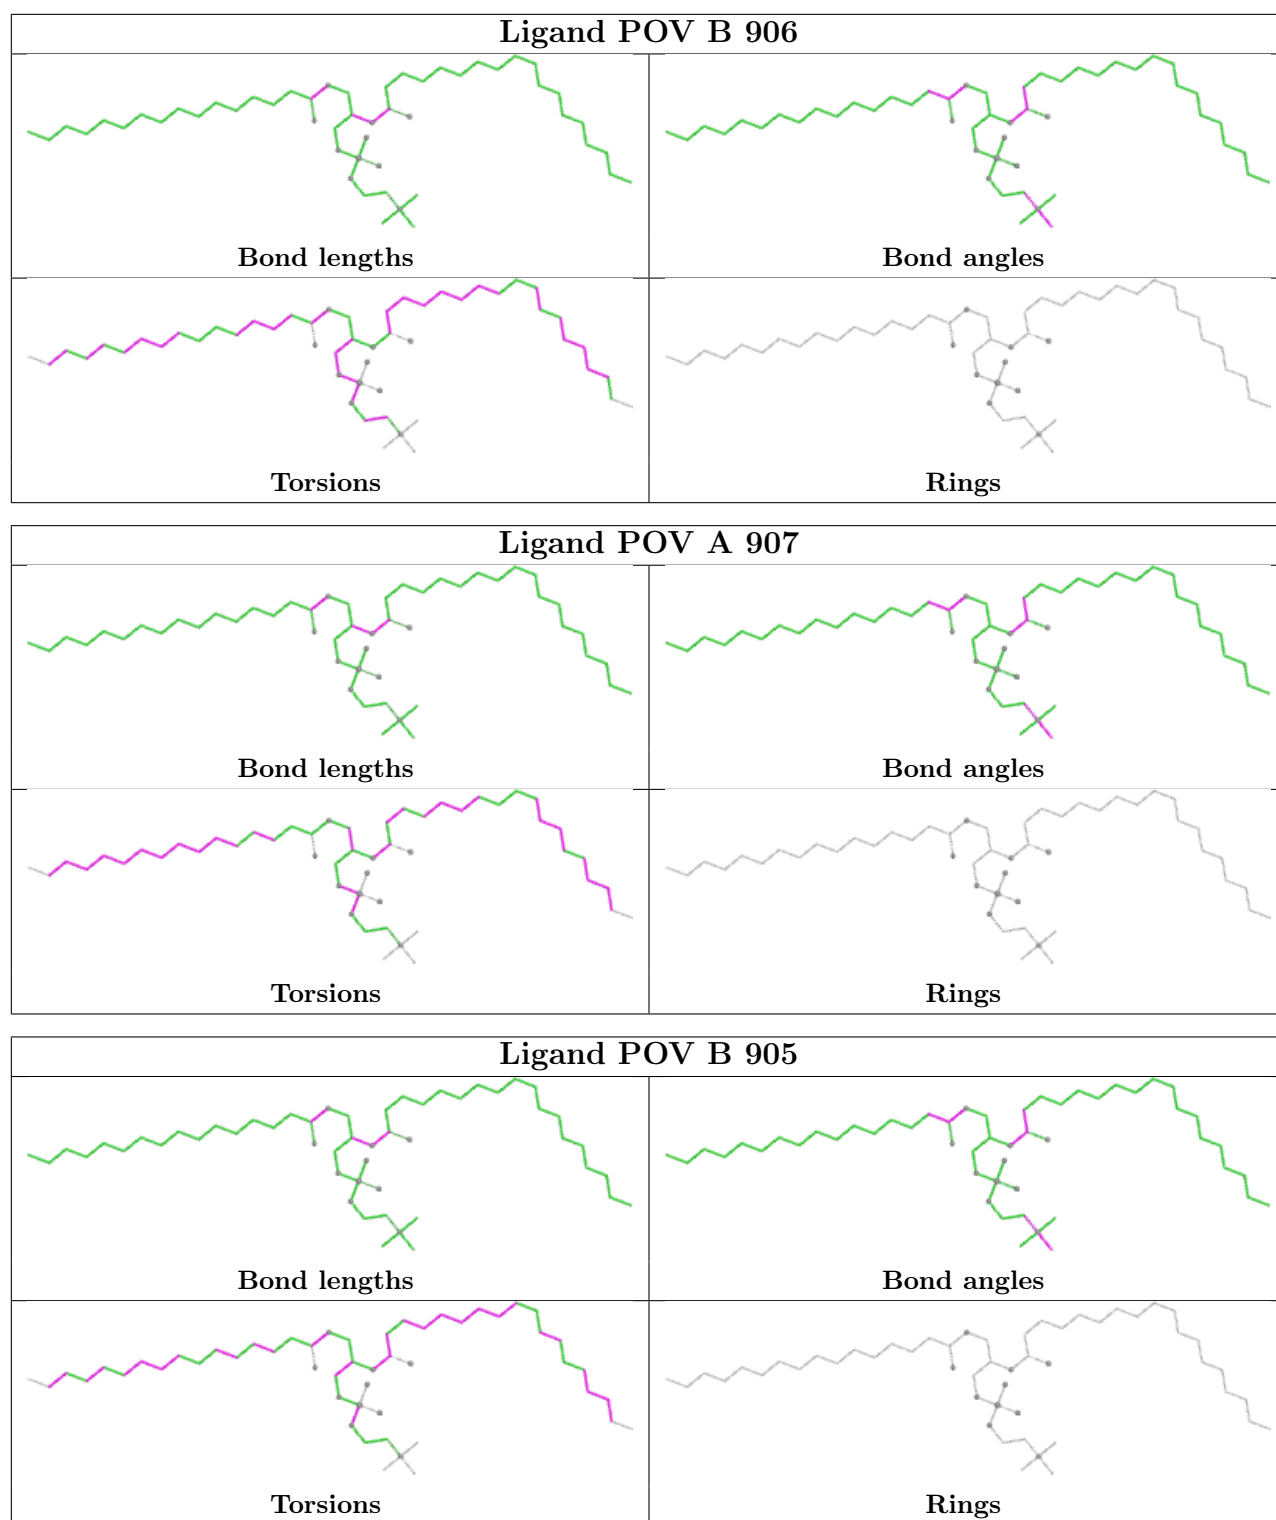 Ligand POV B 906
Bond lengths
Bond angles
Torsions
Rings
Ligand POV A 907
Bond lengths
Bond angles
Torsions
Rings
Ligand POV B 905
Bond lengths
Bond angles
Torsions
Rings